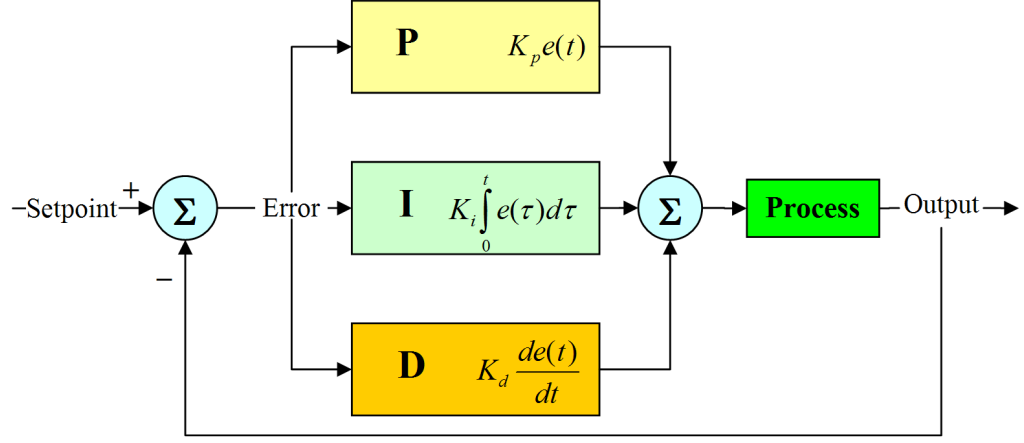 P K_p e(t)
Setpoint + Σ Error I K_i ∫_0^t e(τ)dτ Σ Process Output
−
D K_d de(t)/dt